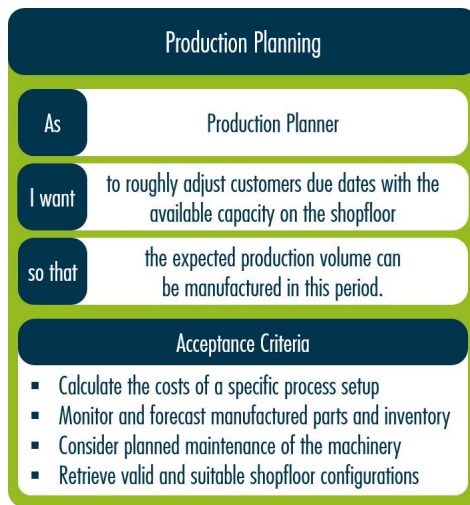 Production Planning
As
Production Planner
I want
to roughly adjust customers due dates with the
available capacity on the shopfloor
so that
the expected production volume can
be manufactured in this period.
Acceptance Criteria
▪ Calculate the costs of a specific process setup
▪ Monitor and forecast manufactured parts and inventory
▪ Consider planned maintenance of the machinery
▪ Retrieve valid and suitable shopfloor configurations